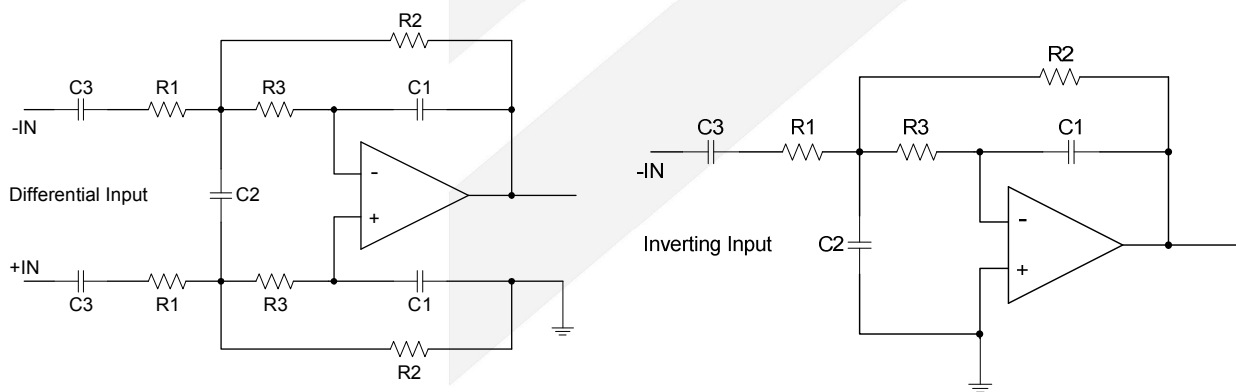 R2
C3
R1
R3
C1
-IN
-
Differential Input
C2
+
+IN
C3
R1
R3
C1
R2
R2
C3
R1
R3
C1
-IN
-
Inverting Input
C2
+